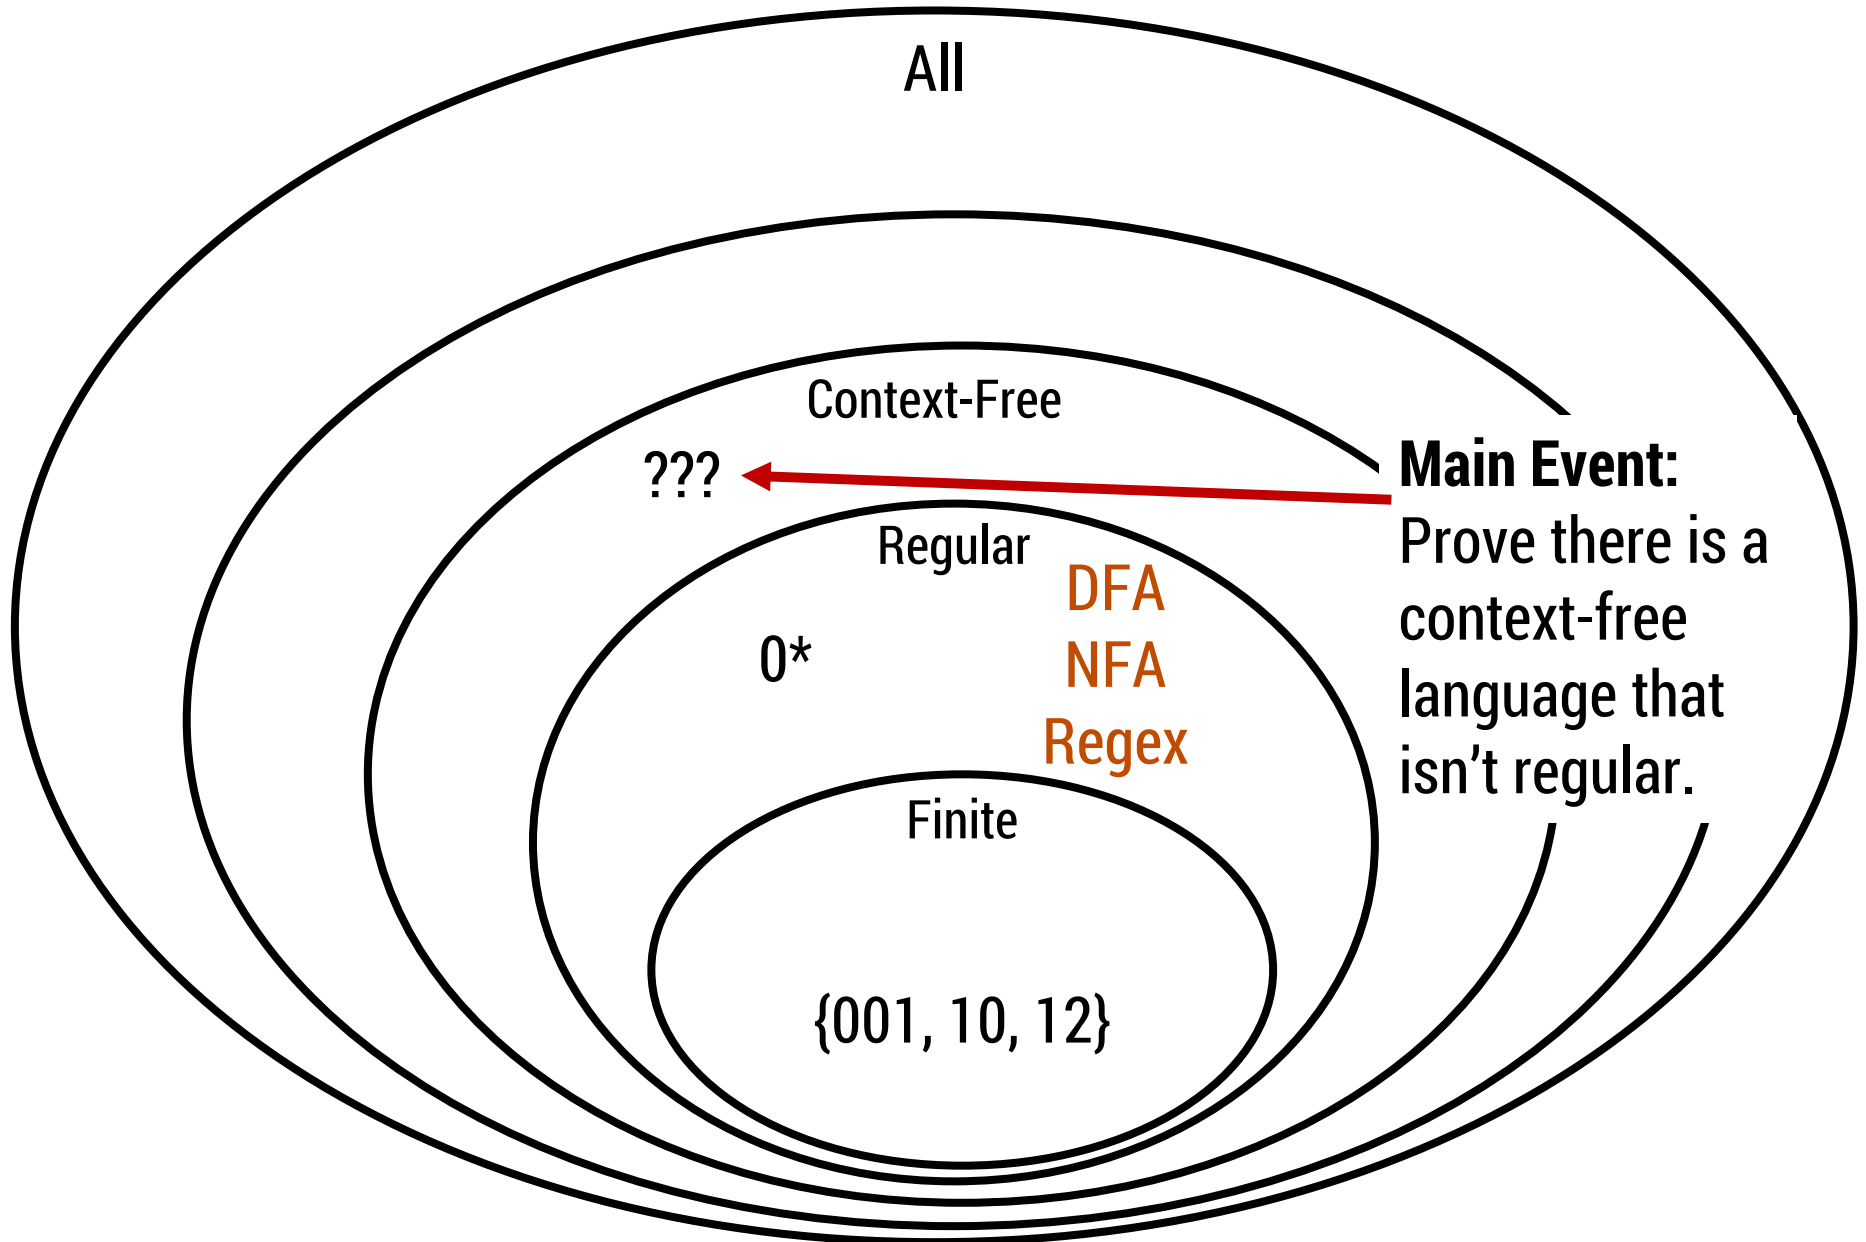 All
Context-Free
???
Main Event:
Prove there is a
context-free
language that
isn’t regular.
Regular
DFA
0*
NFA
Regex
Finite
{001, 10, 12}